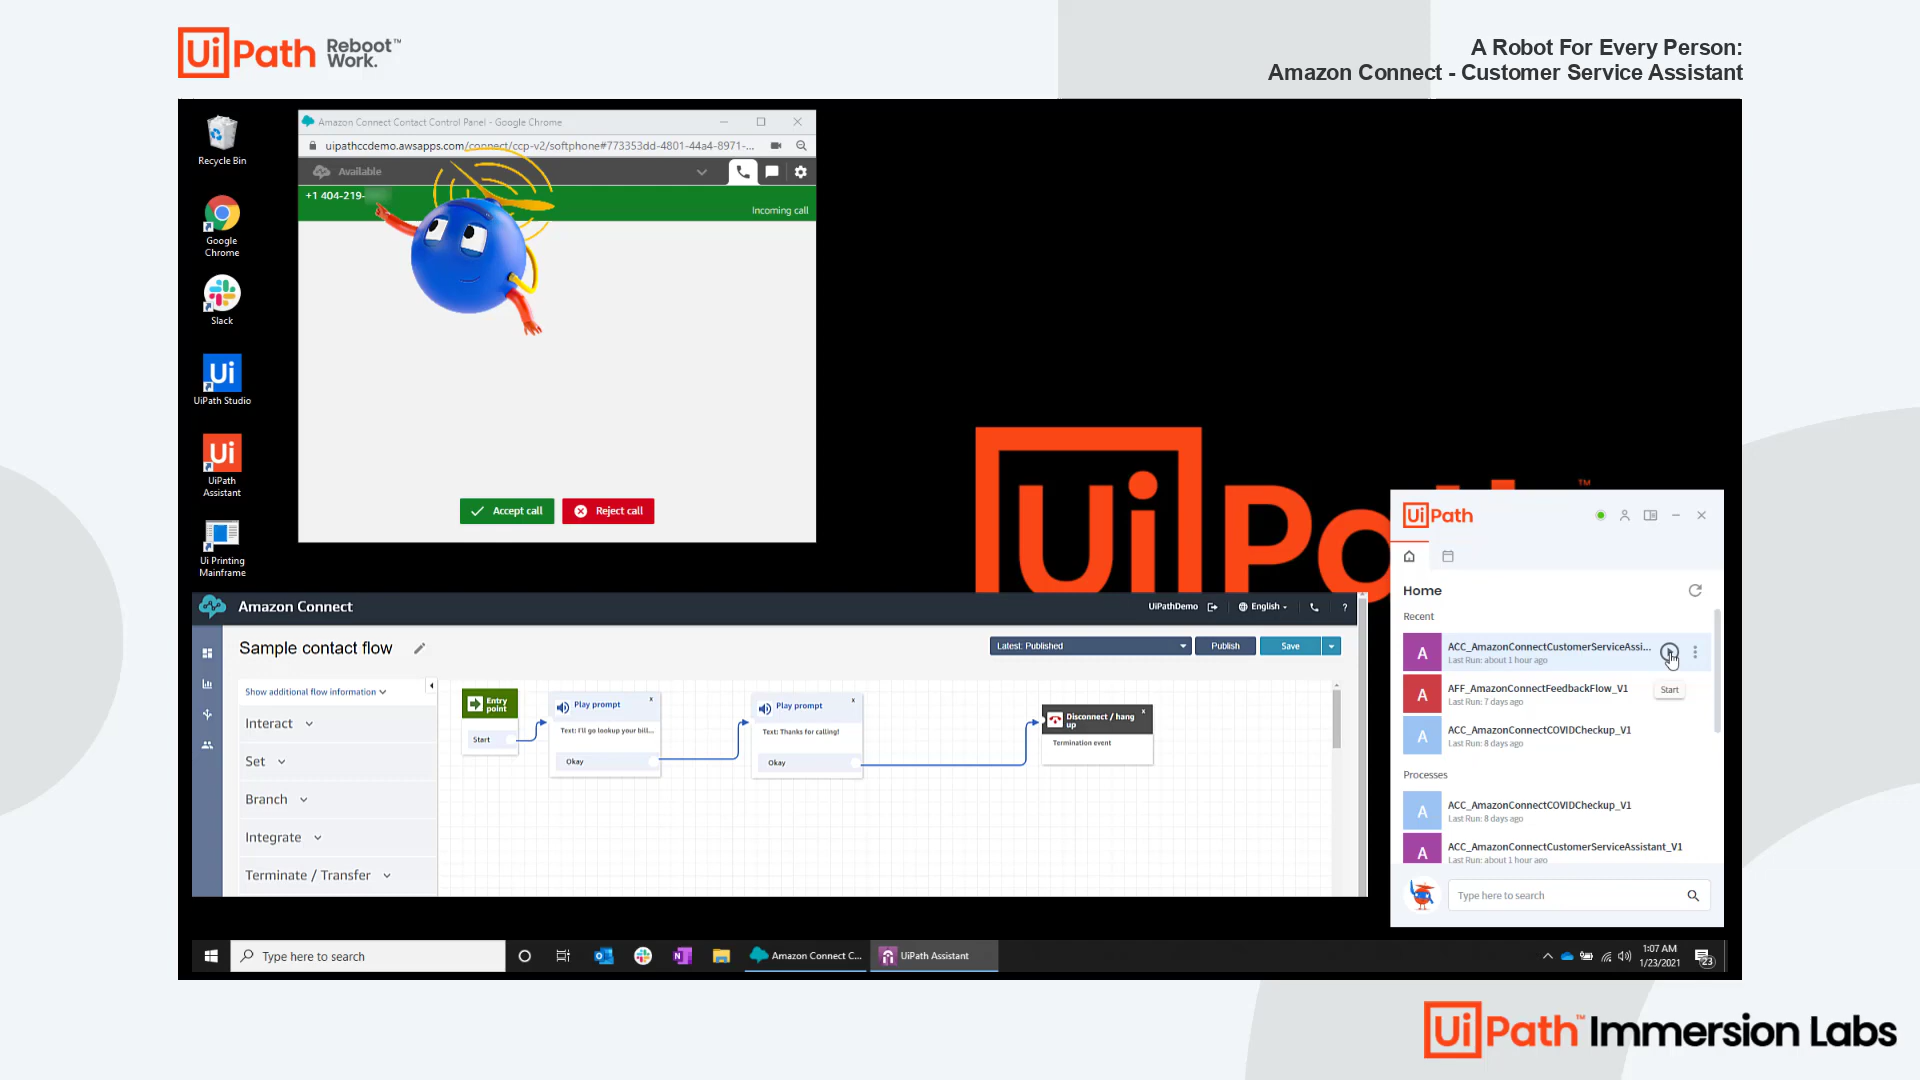 UiPath Reboot™ Work.
A Robot For Every Person:
Amazon Connect - Customer Service Assistant
Recycle Bin
Google
Chrome
Slack
Ui
UiPath Studio
Ui
UiPath
Assistant
Ui Printing
Mainframe
Amazon Connect Contact Control Panel - Google Chrome
uipathccdemo.awsapps.com/connect/ccp-v2/softphone#773353dd-4801-44a4-8971-...
Available
+1 404-219-
Incoming call
Accept call
Reject call
Amazon Connect
UiPathDemo
English
?
Sample contact flow
Latest: Published
Publish
Save
Show additional flow information
Interact
Set
Branch
Integrate
Terminate / Transfer
Entry
point
Start
Play prompt
x
Text: I'll go lookup your bill...
Okay
Play prompt
x
Text: Thanks for calling!
Okay
Disconnect / hang
up
x
Termination event
UiPath
Home
Recent
A
ACC_AmazonConnectCustomerServiceAssi...
Last Run: about 1 hour ago
Start
A
AFF_AmazonConnectFeedbackFlow_V1
Last Run: 7 days ago
A
ACC_AmazonConnectCOVIDCheckup_V1
Last Run: 8 days ago
Processes
A
ACC_AmazonConnectCOVIDCheckup_V1
Last Run: 8 days ago
A
ACC_AmazonConnectCustomerServiceAssistant_V1
Last Run: about 1 hour ago
Type here to search
Type here to search
Amazon Connect C...
UiPath Assistant
1:07 AM
1/23/2021
23
UiPath™ Immersion Labs